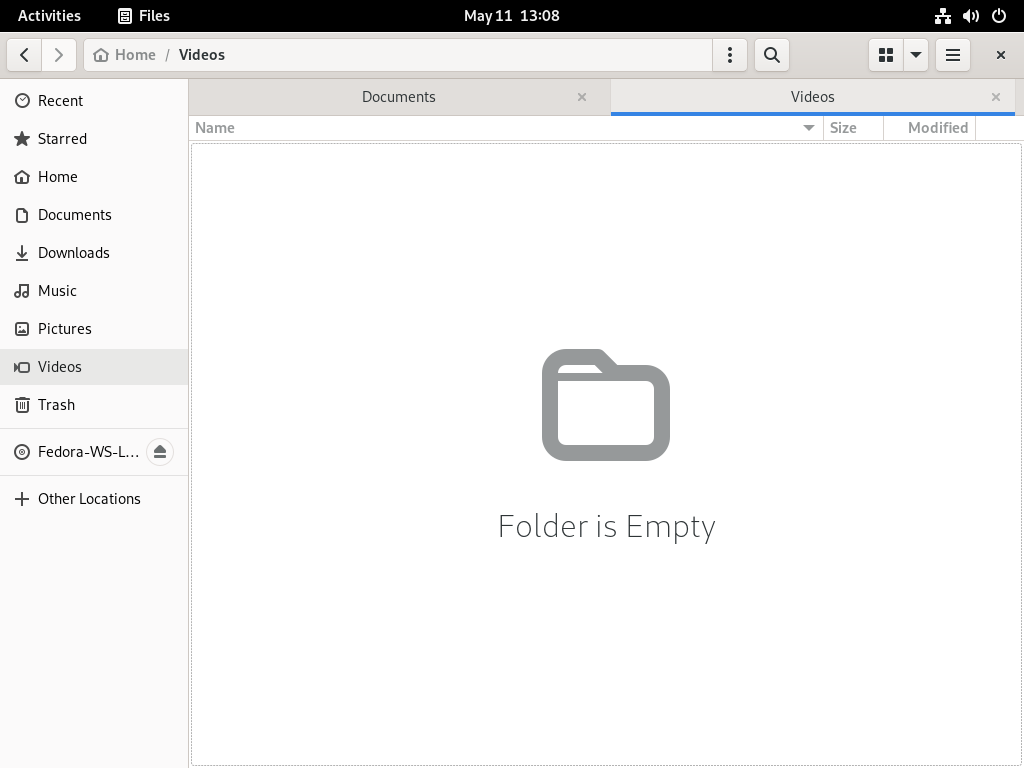 Activities Files May 11 13:08
Home / Videos
Documents Videos
Name Size Modified
Recent
Starred
Home
Documents
Downloads
Music
Pictures
Videos
Trash
Fedora-WS-L...
Other Locations
Folder is Empty